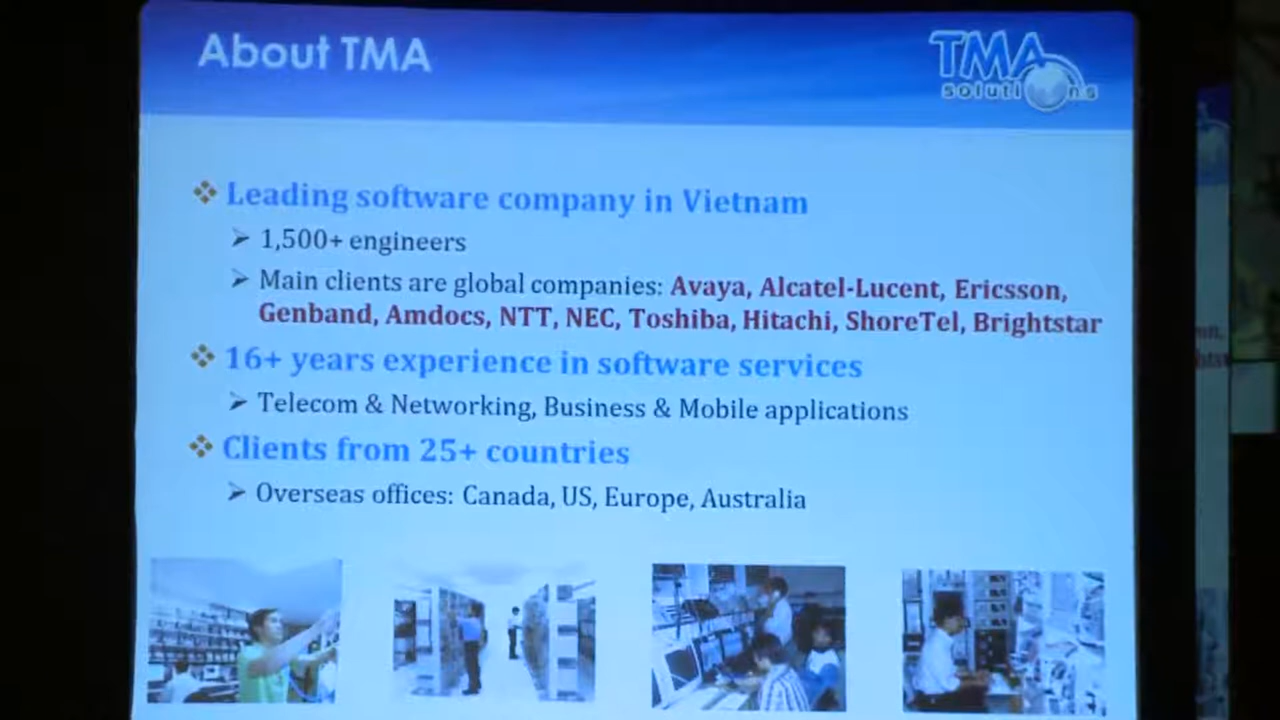 About TMA
TMA
solutions
Leading software company in Vietnam
1,500+ engineers
Main clients are global companies: Avaya, Alcatel-Lucent, Ericsson,
Genband, Amdocs, NTT, NEC, Toshiba, Hitachi, ShoreTel, Brightstar
16+ years experience in software services
Telecom & Networking, Business & Mobile applications
Clients from 25+ countries
Overseas offices: Canada, US, Europe, Australia